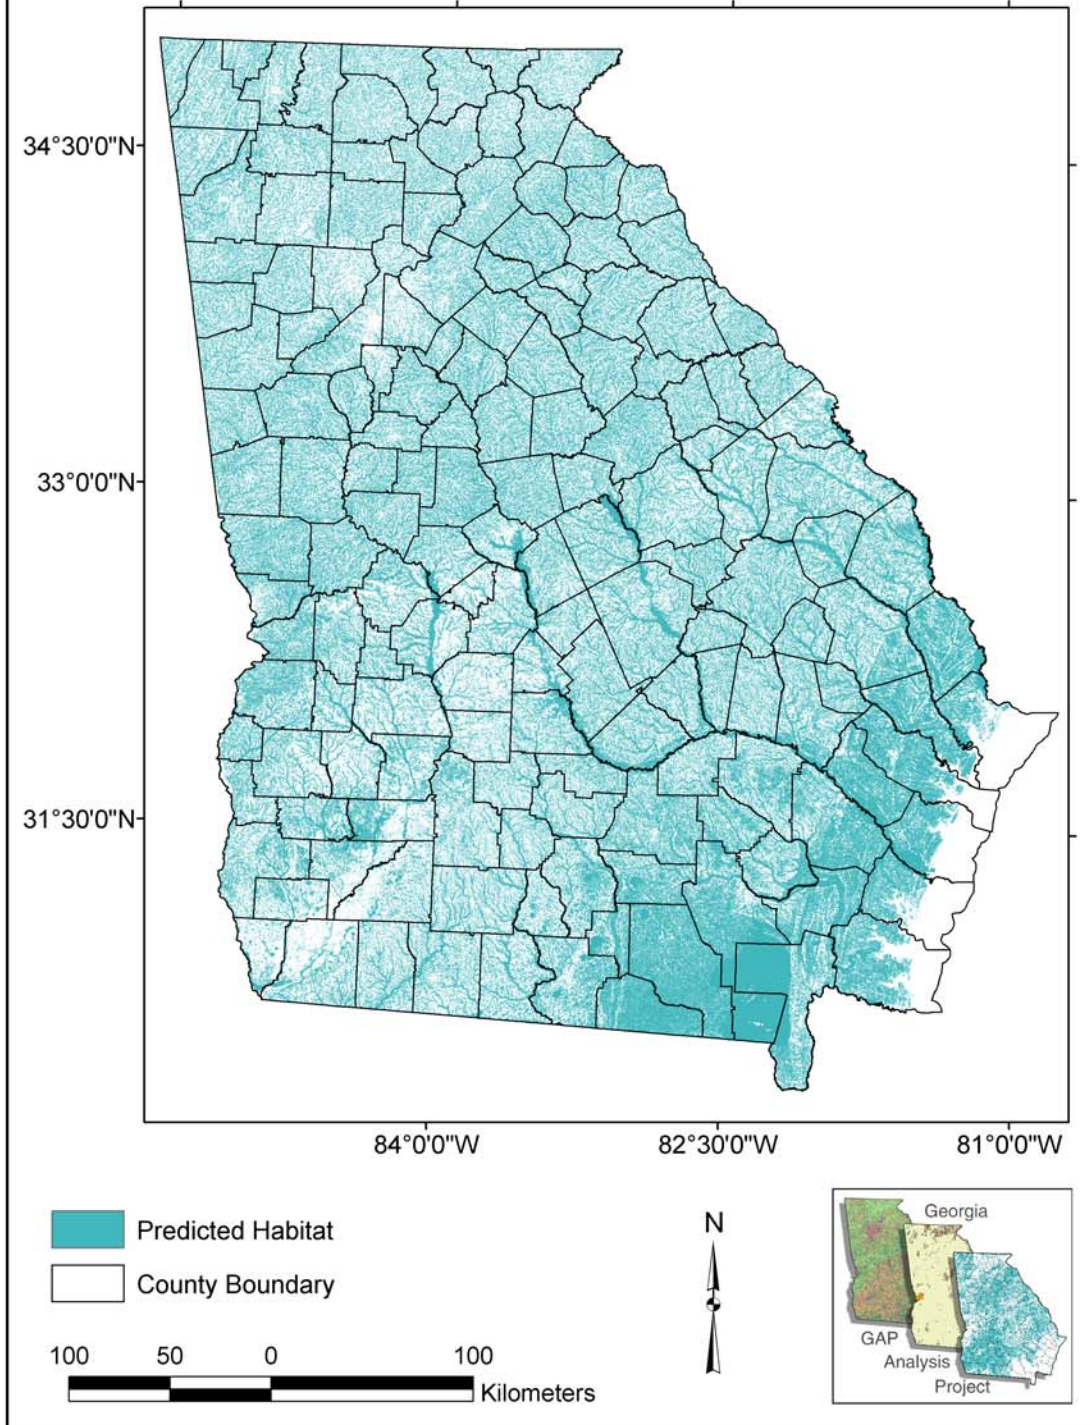 34°30'0"N
33°0'0"N
31°30'0"N
84°0'0"W 82°30'0"W 81°0'0"W
Predicted Habitat
County Boundary
100 50 0 100
Kilometers
N
Georgia
GAP
Analysis
Project